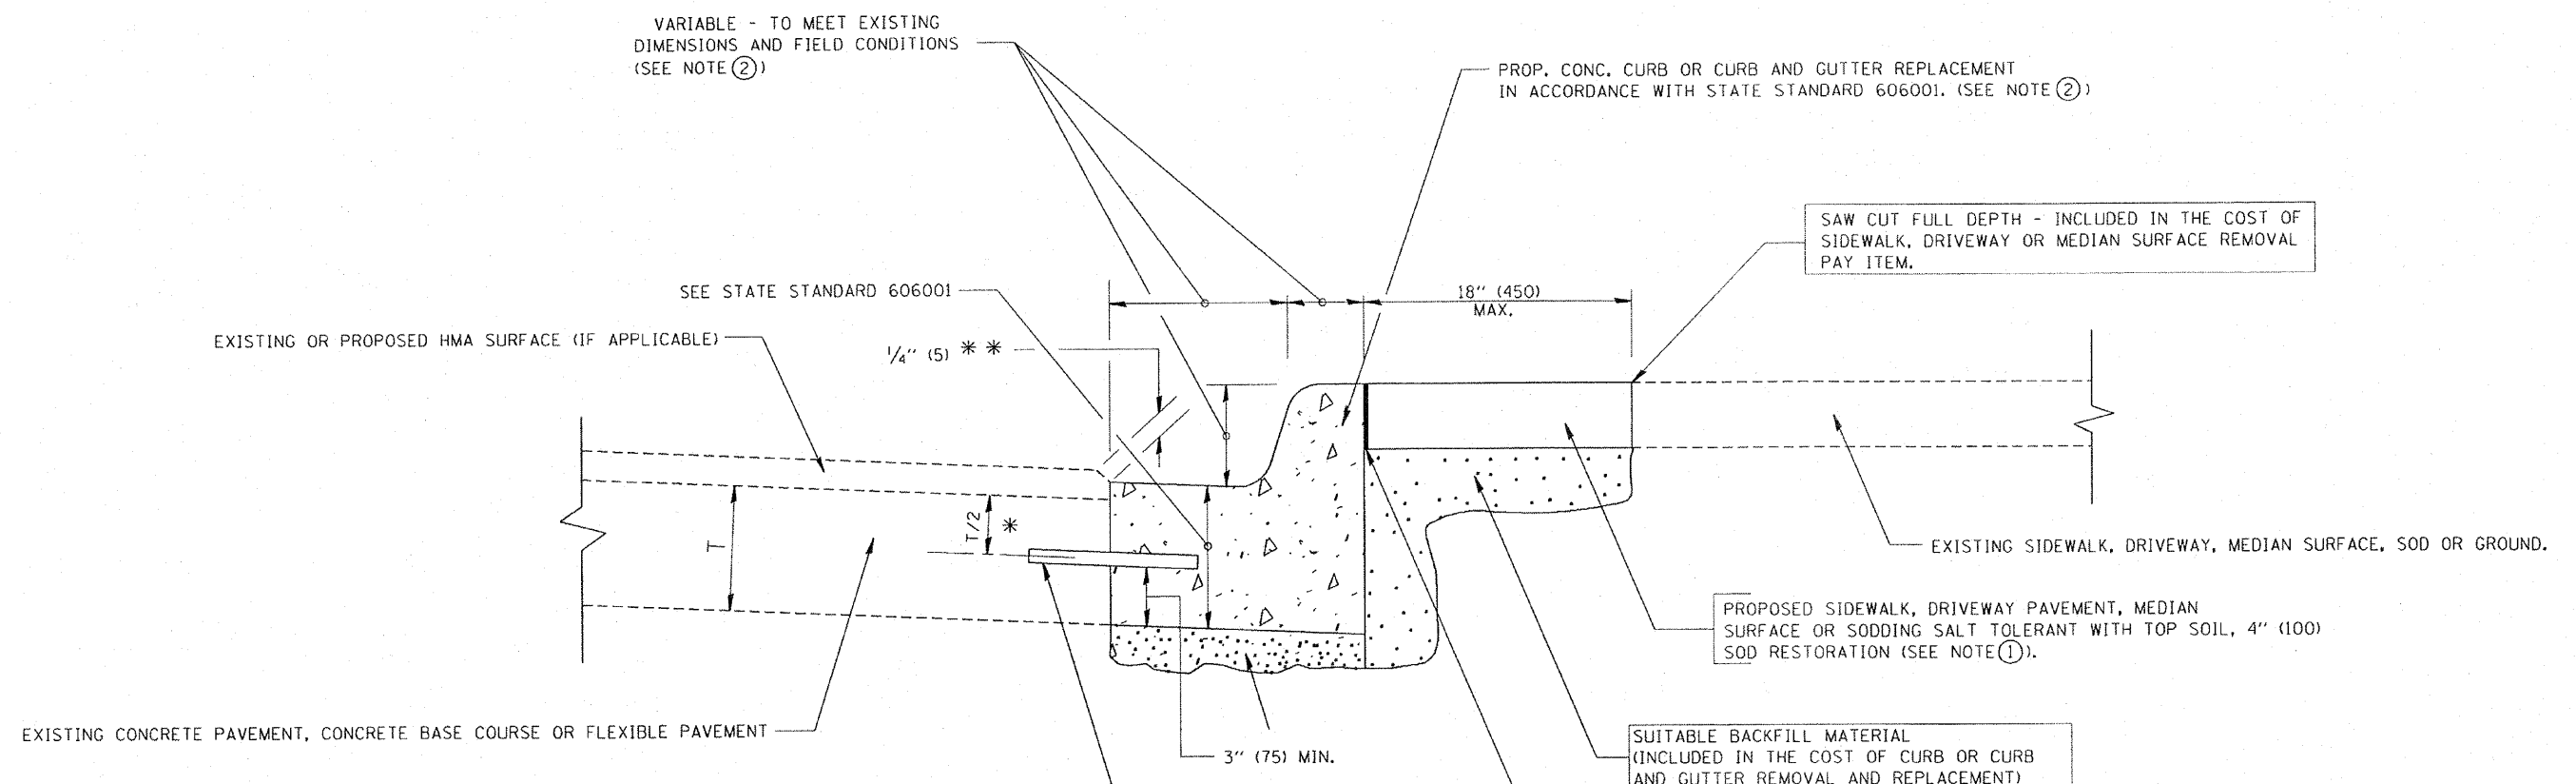 VARIABLE - TO MEET EXISTING
DIMENSIONS AND FIELD CONDITIONS
(SEE NOTE ②)
PROP. CONC. CURB OR CURB AND GUTTER REPLACEMENT
IN ACCORDANCE WITH STATE STANDARD 606001. (SEE NOTE ②)
SAW CUT FULL DEPTH - INCLUDED IN THE COST OF
SIDEWALK, DRIVEWAY OR MEDIAN SURFACE REMOVAL
PAY ITEM.
SEE STATE STANDARD 606001
18" (450)
MAX.
EXISTING OR PROPOSED HMA SURFACE (IF APPLICABLE)
1/4" (5) * *
T
T/2 *
EXISTING SIDEWALK, DRIVEWAY, MEDIAN SURFACE, SOD OR GROUND.
PROPOSED SIDEWALK, DRIVEWAY PAVEMENT, MEDIAN
SURFACE OR SODDING SALT TOLERANT WITH TOP SOIL, 4" (100)
SOD RESTORATION (SEE NOTE ①).
EXISTING CONCRETE PAVEMENT, CONCRETE BASE COURSE OR FLEXIBLE PAVEMENT
3" (75) MIN.
SUITABLE BACKFILL MATERIAL
(INCLUDED IN THE COST OF CURB OR CURB
AND GUTTER REMOVAL AND REPLACEMENT)